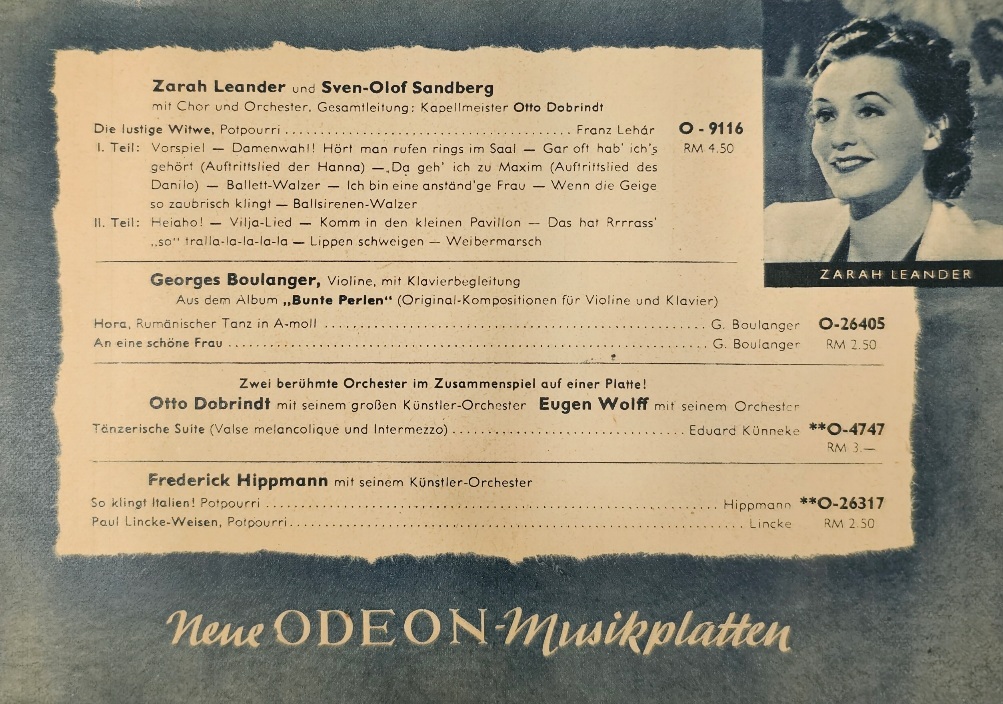 Zarah Leander und Sven-Olof Sandberg
mit Chor und Orchester. Gesamtleitung: Kapellmeister Otto Dobrindt
Die lustige Witwe, Potpourri . . . . . . . . . . Franz Lehár O - 9116
I. Teil: Vorspiel — Damenwahl! Hört man rufen rings im Saal — Gar oft hab' ich's RM 4.50
gehört (Auftrittslied der Hanna) — „Da geh' ich zu Maxim (Auftrittslied des
Danilo) — Ballett-Walzer — Ich bin eine anständ'ge Frau — Wenn die Geige
so zaubrisch klingt — Ballsirenen-Walzer
II. Teil: Heiaho! — Vilja-Lied — Komm in den kleinen Pavillon — Das hat Rrrrass'
„so“ tralla-la-la-la-la — Lippen schweigen — Weibermarsch
ZARAH LEANDER
Georges Boulanger, Violine, mit Klavierbegleitung
Aus dem Album „Bunte Perlen“ (Original-Kompositionen für Violine und Klavier)
Hora, Rumänischer Tanz in A-moll . . . . . . . . . . G. Boulanger O-26405
An eine schöne Frau . . . . . . . . . . G. Boulanger RM 2.50
Zwei berühmte Orchester im Zusammenspiel auf einer Platte!
Otto Dobrindt mit seinem großen Künstler-Orchester Eugen Wolff mit seinem Orchester
Tänzerische Suite (Valse melancolique und Intermezzo) . . . . . . . . . . Eduard Künneke **O-4747
RM 3.—
Frederick Hippmann mit seinem Künstler-Orchester
So klingt Italien! Potpourri . . . . . . . . . . Hippmann **O-26317
Paul Lincke-Weisen, Potpourri . . . . . . . . . . Lincke RM 2.50
Neue ODEON-Musikplatten